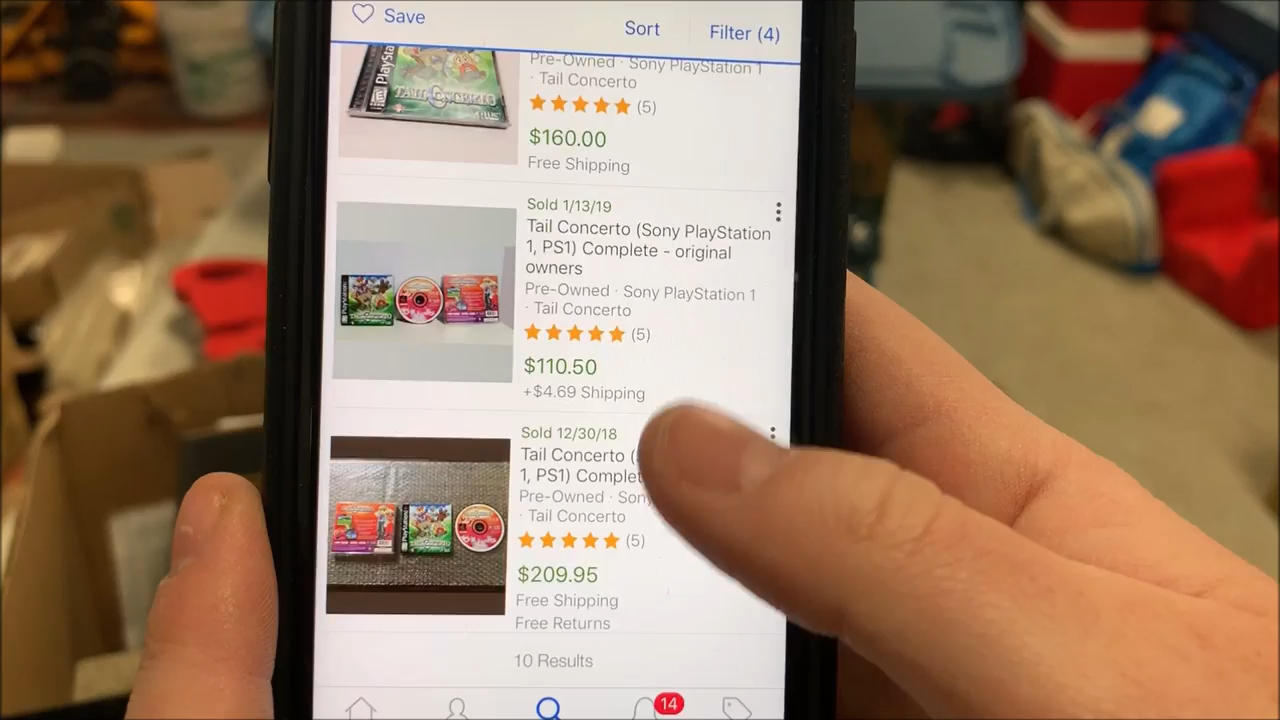 Save
Sort
Filter (4)
PlayStation
TAIL CONCERTO
Pre-Owned · Sony PlayStation 1
· Tail Concerto
(5)
$160.00
Free Shipping
Sold 1/13/19
Tail Concerto (Sony PlayStation
1, PS1) Complete - original
owners
Pre-Owned · Sony PlayStation 1
· Tail Concerto
(5)
$110.50
+$4.69 Shipping
Sold 12/30/18
Tail Concerto (
1, PS1) Complet
Pre-Owned · Sony
· Tail Concerto
(5)
$209.95
Free Shipping
Free Returns
10 Results
14